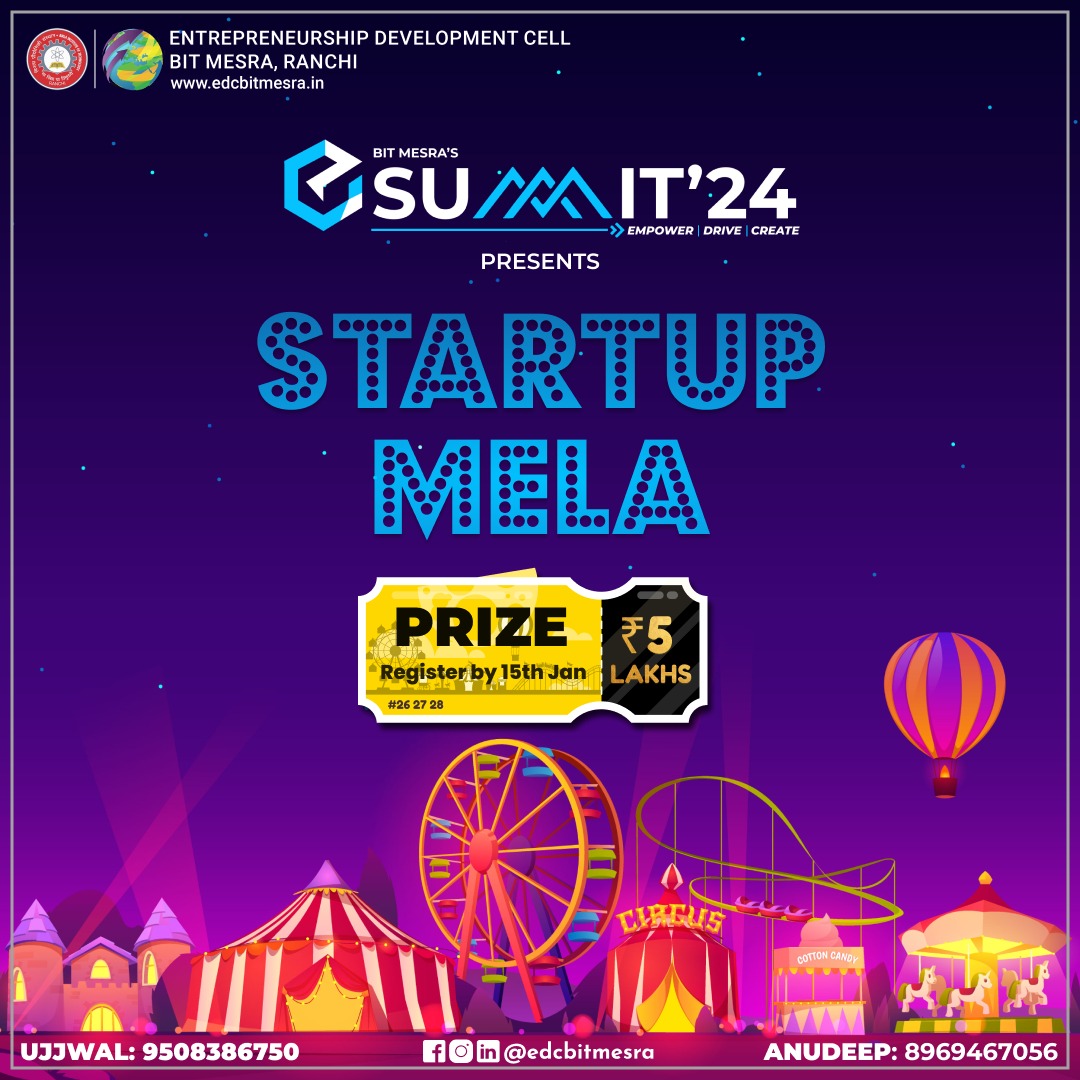 ENTREPRENEURSHIP DEVELOPMENT CELL
BIT MESRA, RANCHI
www.edcbitmesra.in
RANCHI
BIT MESRA'S
e SUMMIT'24
EMPOWER | DRIVE | CREATE
PRESENTS
STARTUP
MELA
PRIZE
Register by 15th Jan
#26 27 28
₹5
LAKHS
CIRCUS
COTTON CANDY
UJJWAL: 9508386750
@edcbitmesra
ANUDEEP: 8969467056